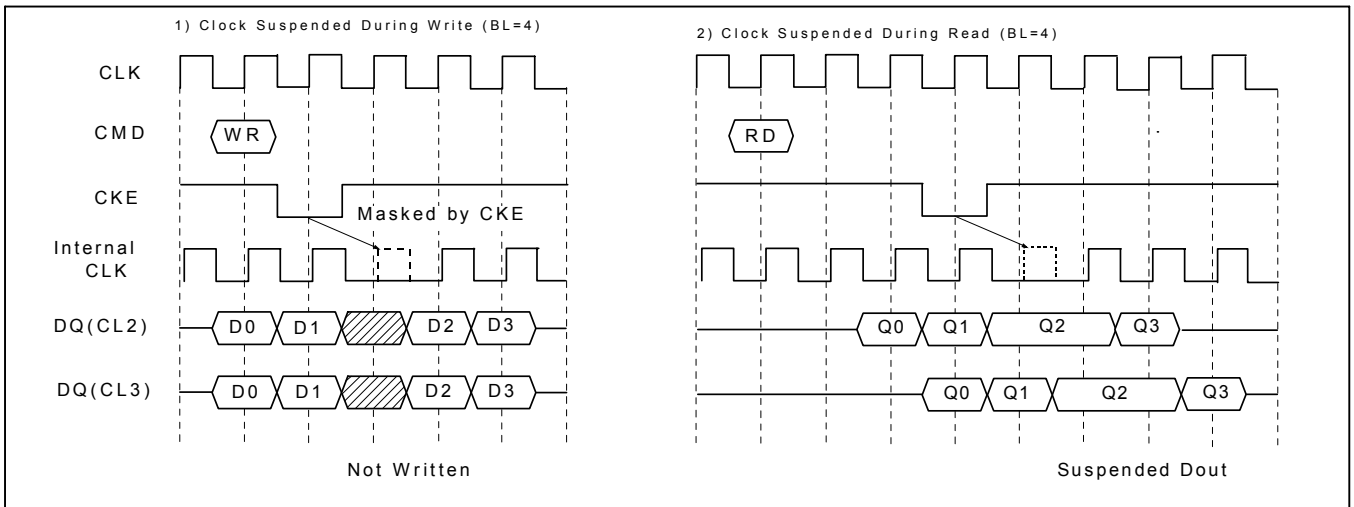 1) Clock Suspended During Write (BL=4)
2) Clock Suspended During Read (BL=4)
CLK
CMD
WR
RD
CKE
Masked by CKE
Internal
CLK
DQ(CL2)
D0 D1 D2 D3
Q0 Q1 Q2 Q3
DQ(CL3)
D0 D1 D2 D3
Q0 Q1 Q2 Q3
Not Written
Suspended Dout